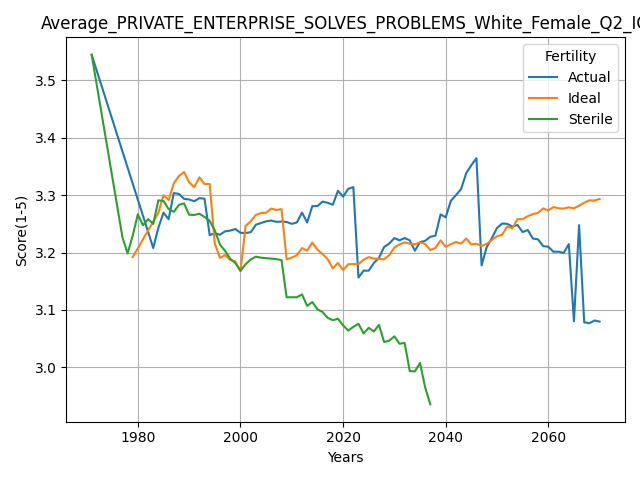 Average_PRIVATE_ENTERPRISE_SOLVES_PROBLEMS_White_Female_Q2_IC
Fertility
Actual
Ideal
Sterile
Score(1-5)
3.5
3.4
3.3
3.2
3.1
3.0
1980 2000 2020 2040 2060
Years